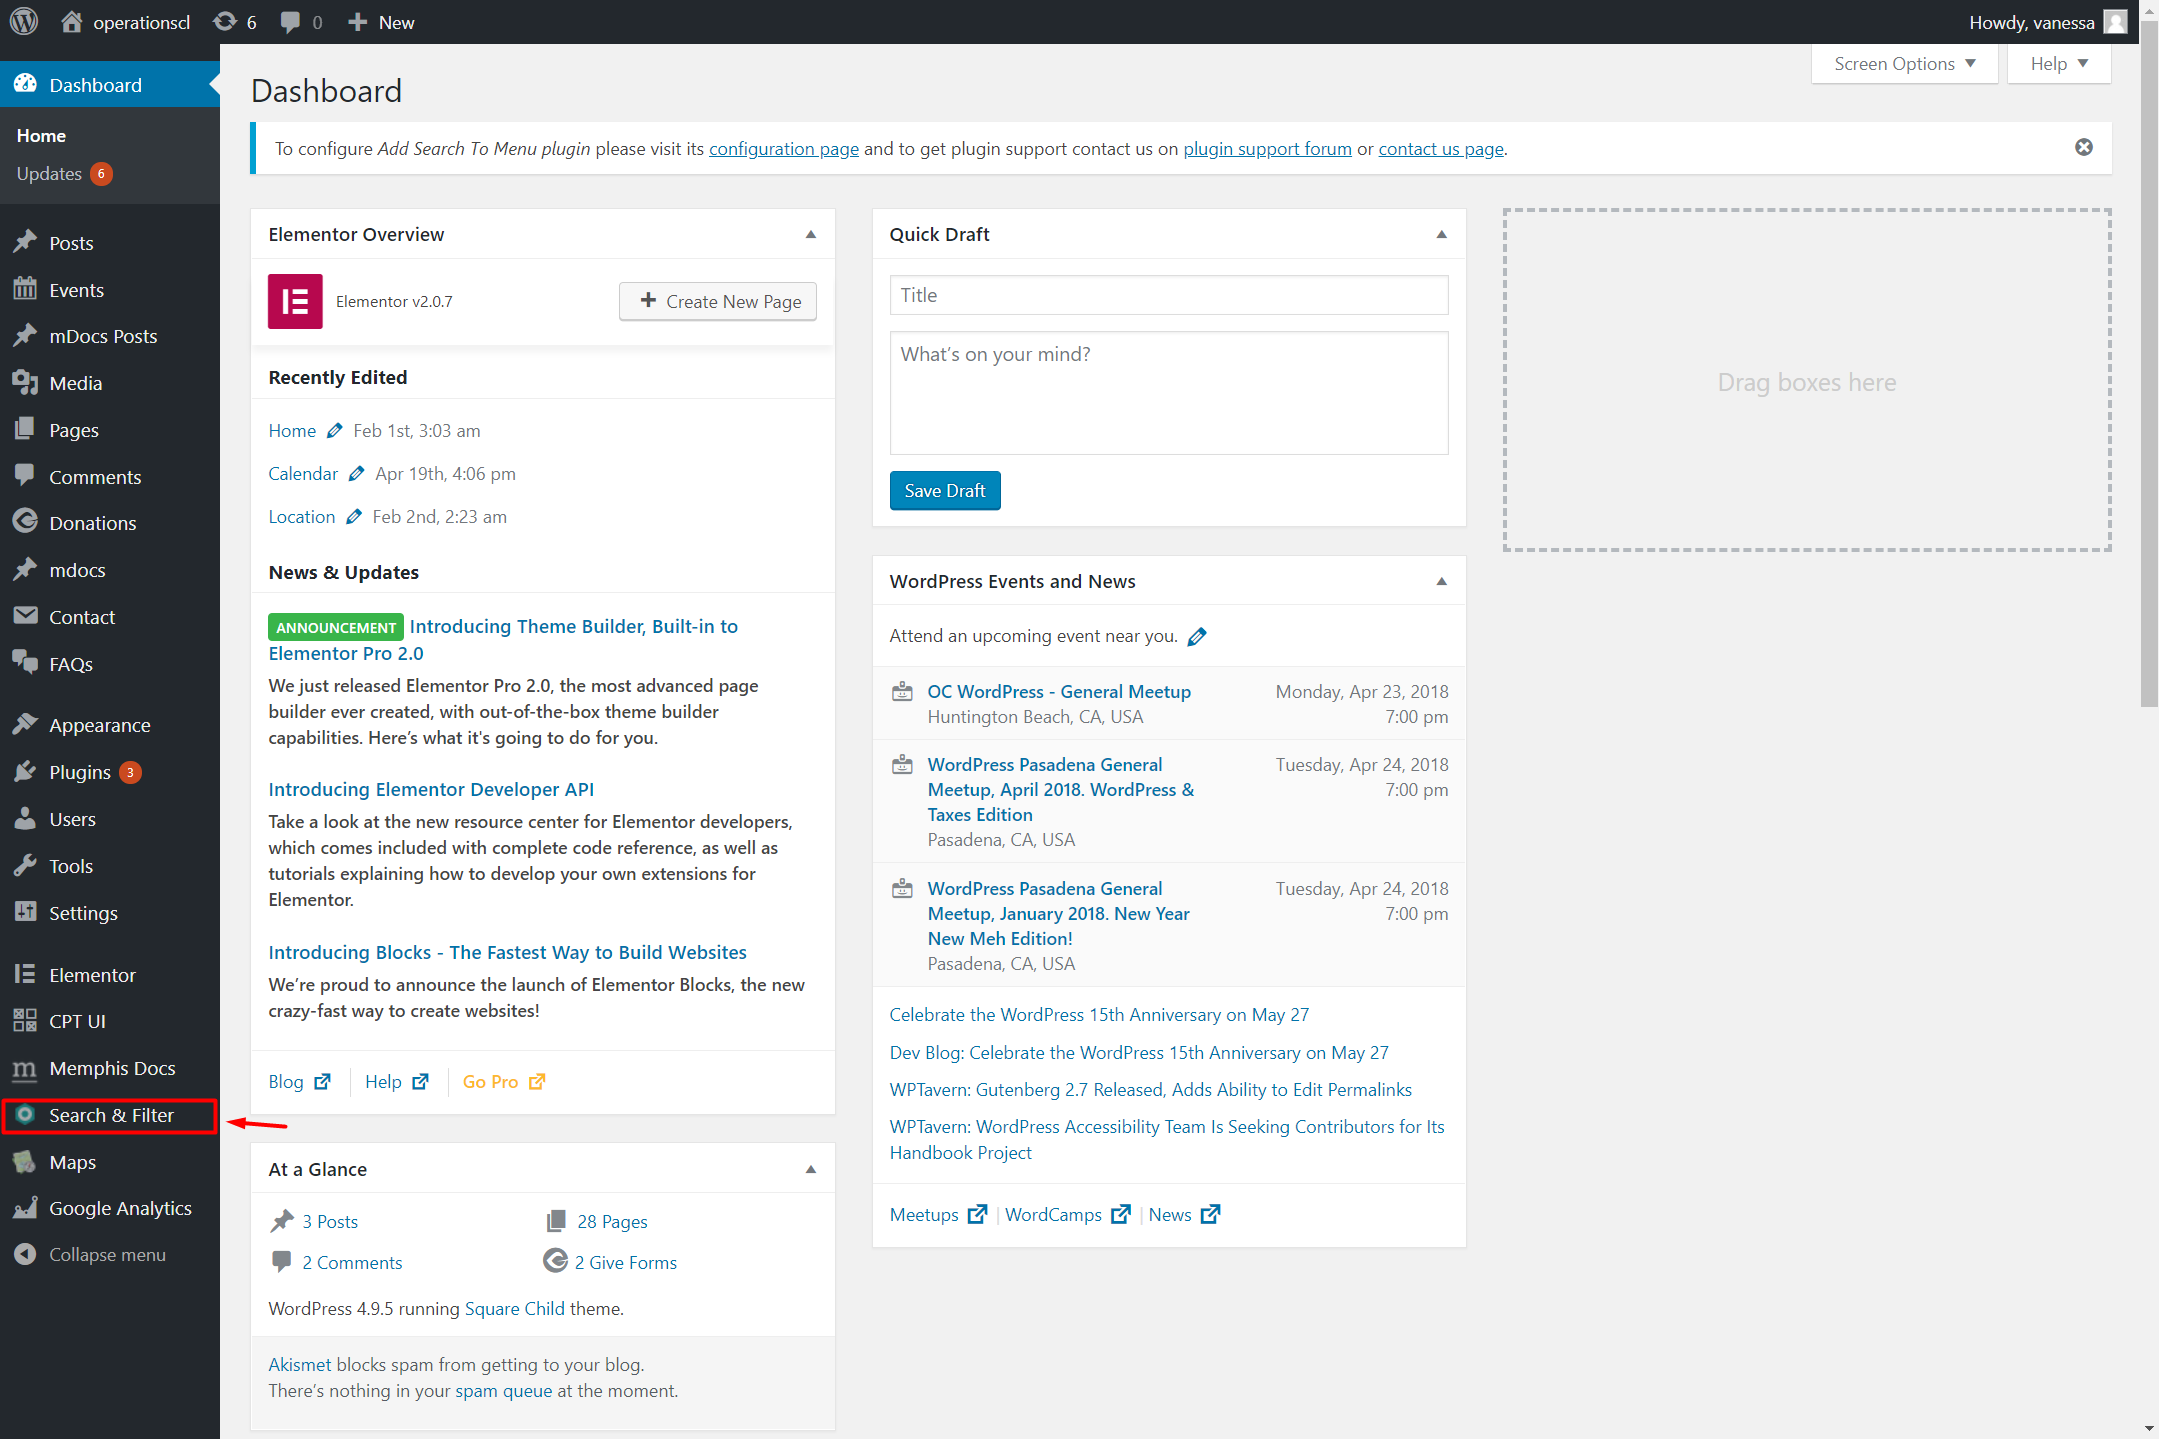 operationscl 6 0 New
Howdy, vanessa
Screen Options
Help
Dashboard
Home
Updates 6
Posts
Events
mDocs Posts
Media
Pages
Comments
Donations
mdocs
Contact
FAQs
Appearance
Plugins 3
Users
Tools
Settings
Elementor
CPT UI
Memphis Docs
Search & Filter
Maps
Google Analytics
Collapse menu
Dashboard
To configure Add Search To Menu plugin please visit its configuration page and to get plugin support contact us on plugin support forum or contact us page.
Elementor Overview
Elementor v2.0.7
Create New Page
Recently Edited
Home Feb 1st, 3:03 am
Calendar Apr 19th, 4:06 pm
Location Feb 2nd, 2:23 am
News & Updates
ANNOUNCEMENT Introducing Theme Builder, Built-in to
Elementor Pro 2.0
We just released Elementor Pro 2.0, the most advanced page
builder ever created, with out-of-the-box theme builder
capabilities. Here's what it's going to do for you.
Introducing Elementor Developer API
Take a look at the new resource center for Elementor developers,
which comes included with complete code reference, as well as
tutorials explaining how to develop your own extensions for
Elementor.
Introducing Blocks - The Fastest Way to Build Websites
We're proud to announce the launch of Elementor Blocks, the new
crazy-fast way to create websites!
Blog Help Go Pro
At a Glance
3 Posts
28 Pages
2 Comments
2 Give Forms
WordPress 4.9.5 running Square Child theme.
Akismet blocks spam from getting to your blog.
There's nothing in your spam queue at the moment.
Quick Draft
Title
What's on your mind?
Save Draft
WordPress Events and News
Attend an upcoming event near you.
OC WordPress - General Meetup Monday, Apr 23, 2018
Huntington Beach, CA, USA 7:00 pm
WordPress Pasadena General Tuesday, Apr 24, 2018
Meetup, April 2018. WordPress & 7:00 pm
Taxes Edition
Pasadena, CA, USA
WordPress Pasadena General Tuesday, Apr 24, 2018
Meetup, January 2018. New Year 7:00 pm
New Meh Edition!
Pasadena, CA, USA
Celebrate the WordPress 15th Anniversary on May 27
Dev Blog: Celebrate the WordPress 15th Anniversary on May 27
WPTavern: Gutenberg 2.7 Released, Adds Ability to Edit Permalinks
WPTavern: WordPress Accessibility Team Is Seeking Contributors for Its
Handbook Project
Meetups | WordCamps | News
Drag boxes here